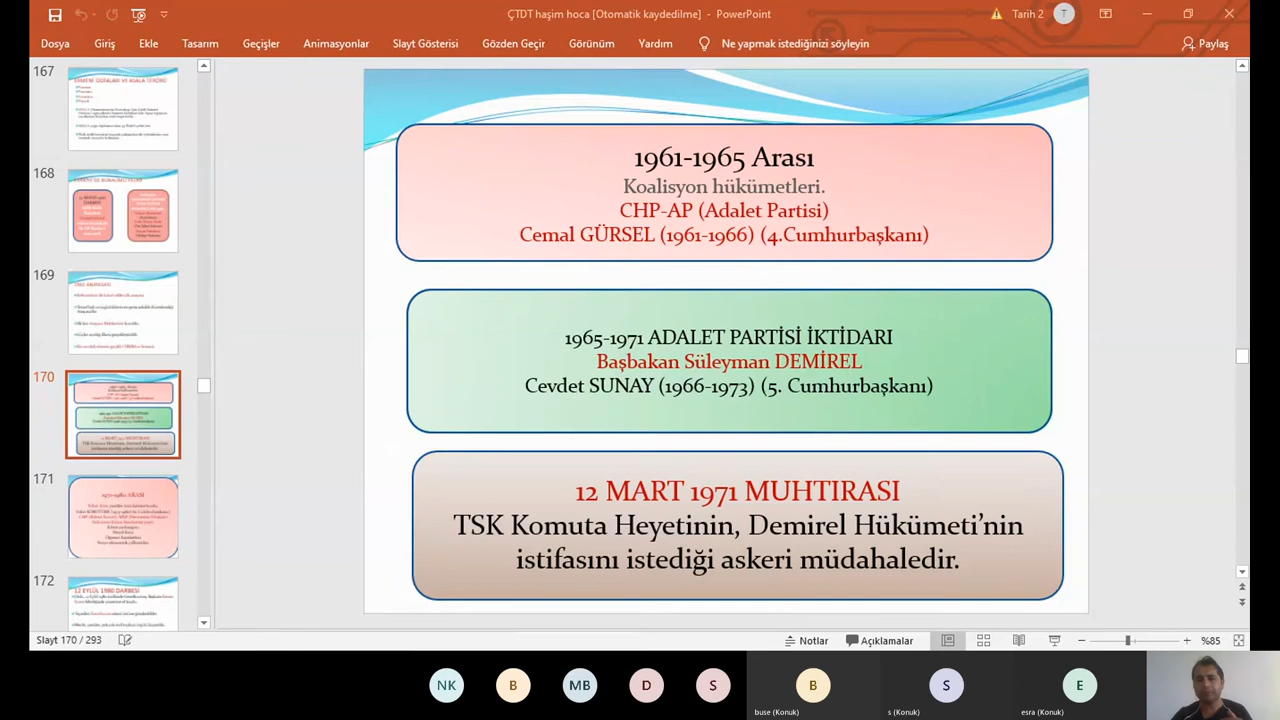 ÇTDT haşim hoca [Otomatik kaydedilme] - PowerPoint
Tarih 2
T
Dosya
Giriş
Ekle
Tasarım
Geçişler
Animasyonlar
Slayt Gösterisi
Gözden Geçir
Görünüm
Yardım
Ne yapmak istediğinizi söyleyin
Paylaş
167
168
169
170
171
172
12 EYLÜL 1980 DARBESİ
1961-1965 Arası
Koalisyon hükümetleri.
CHP-AP (Adalet Partisi)
Cemal GÜRSEL (1961-1966) (4.Cumhurbaşkanı)
1965-1971 ADALET PARTİSİ İKTİDARI
Başbakan Süleyman DEMİREL
Cevdet SUNAY (1966-1973) (5. Cumhurbaşkanı)
12 MART 1971 MUHTIRASI
TSK Komuta Heyetinin, Demirel Hükümeti'nin
istifasını istediği askeri müdahaledir.
Slayt 170 / 293
Notlar
Açıklamalar
%85
NK
B
MB
D
S
B
S
E
buse (Konuk)
s (Konuk)
esra (Konuk)